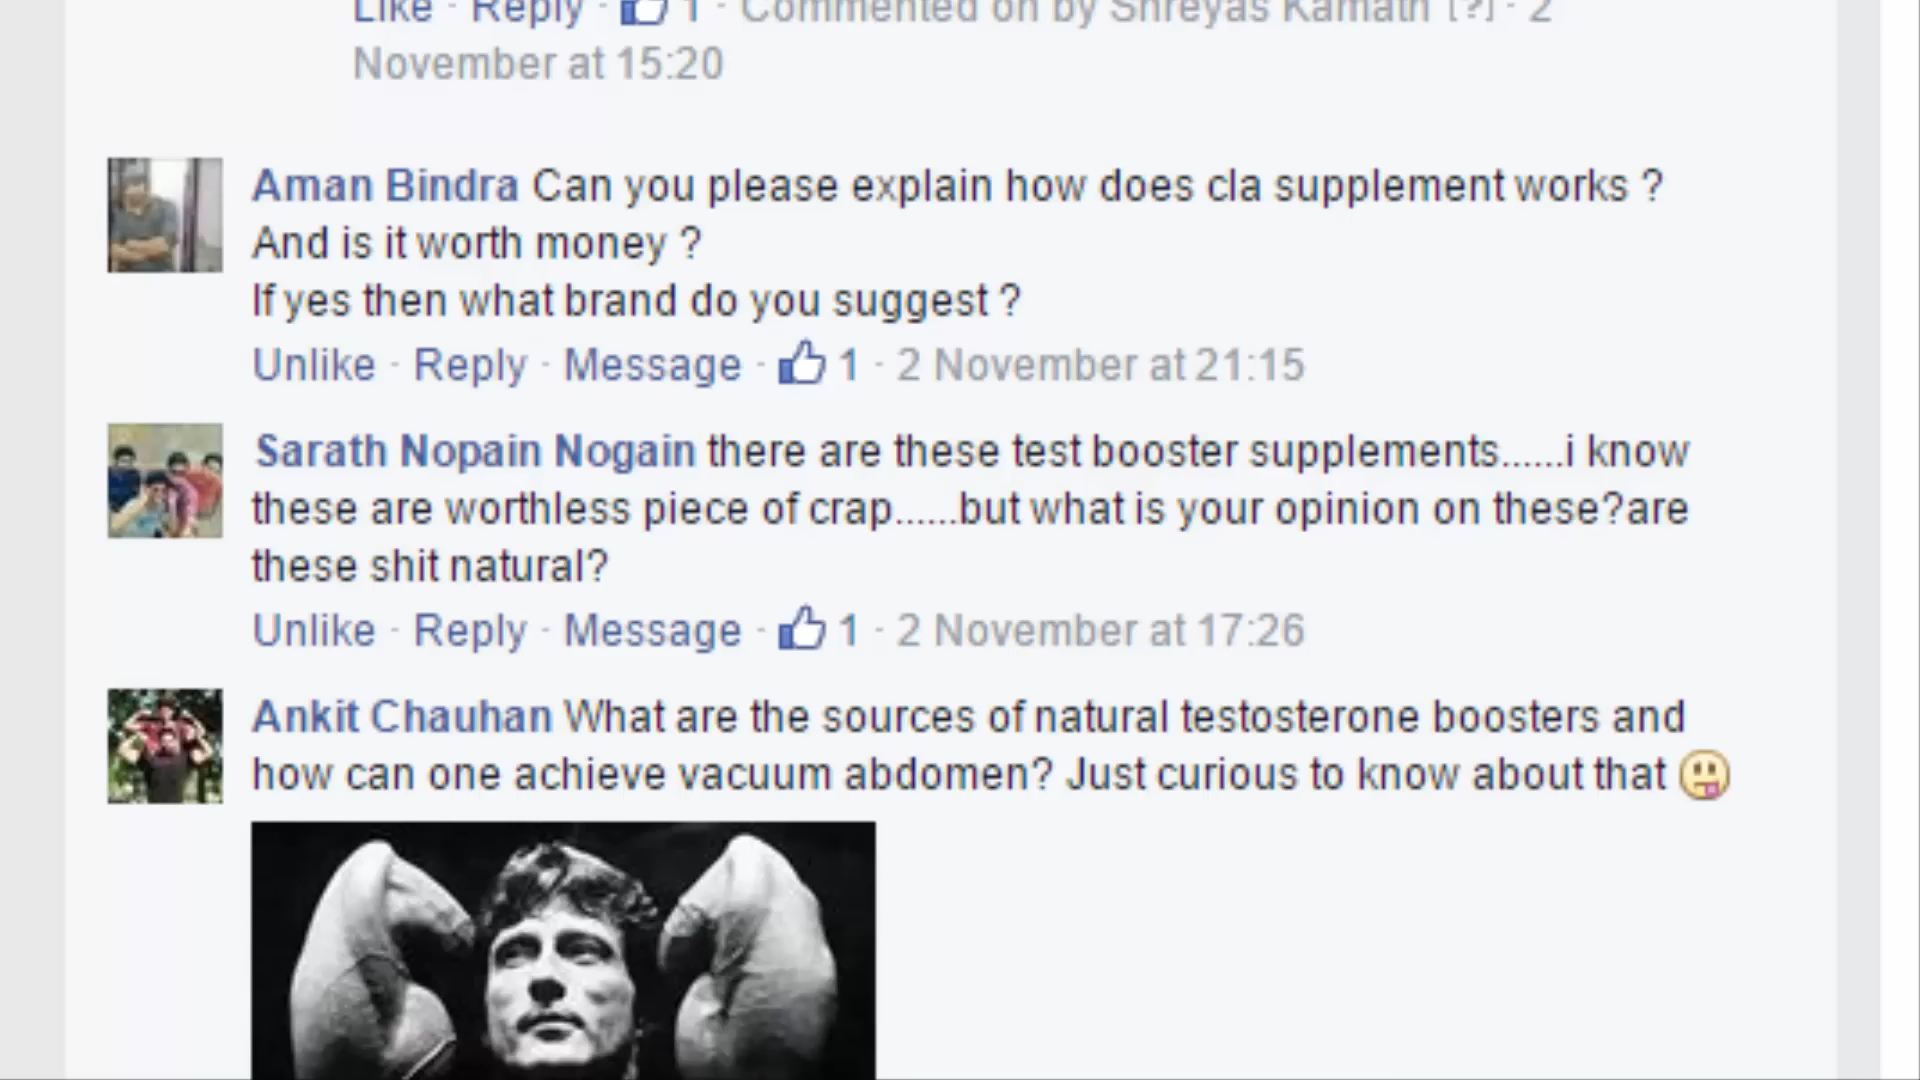 Like · Reply · 1 · Commented on by Shreyas Kamath [?] · 2
November at 15:20
Aman Bindra Can you please explain how does cla supplement works ?
And is it worth money ?
If yes then what brand do you suggest ?
Unlike · Reply · Message · 1 · 2 November at 21:15
Sarath Nopain Nogain there are these test booster supplements......i know
these are worthless piece of crap......but what is your opinion on these?are
these shit natural?
Unlike · Reply · Message · 1 · 2 November at 17:26
Ankit Chauhan What are the sources of natural testosterone boosters and
how can one achieve vacuum abdomen? Just curious to know about that